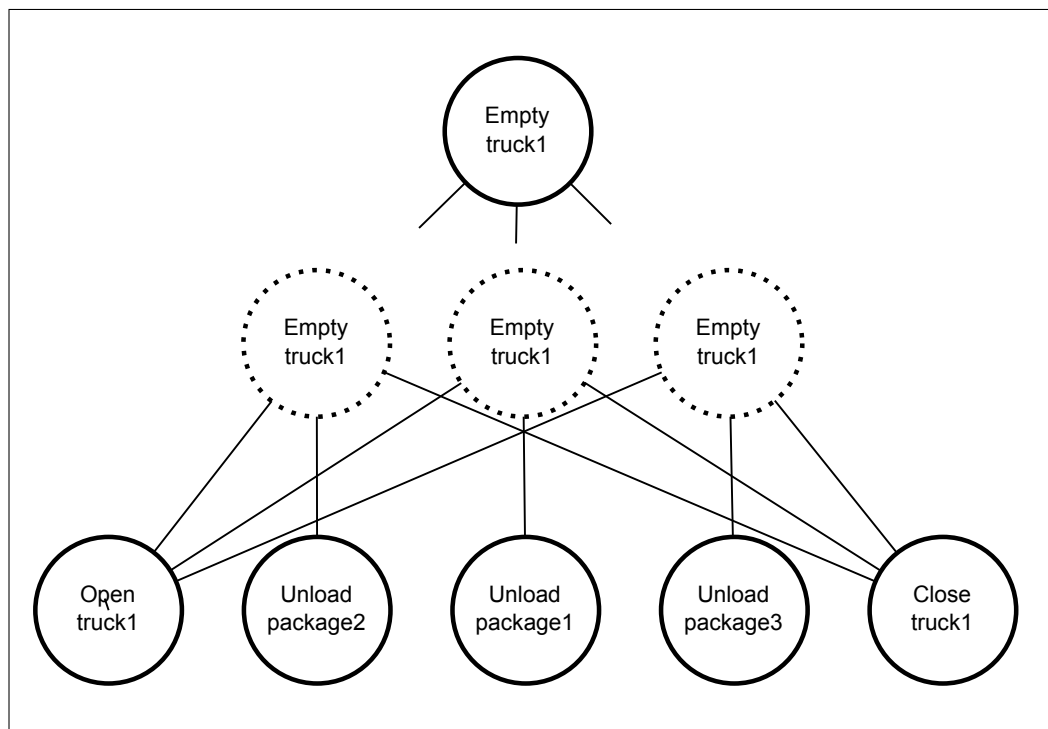 Empty
truck1
Empty
truck1
Empty
truck1
Empty
truck1
Open
truck1
Unload
package2
Unload
package1
Unload
package3
Close
truck1